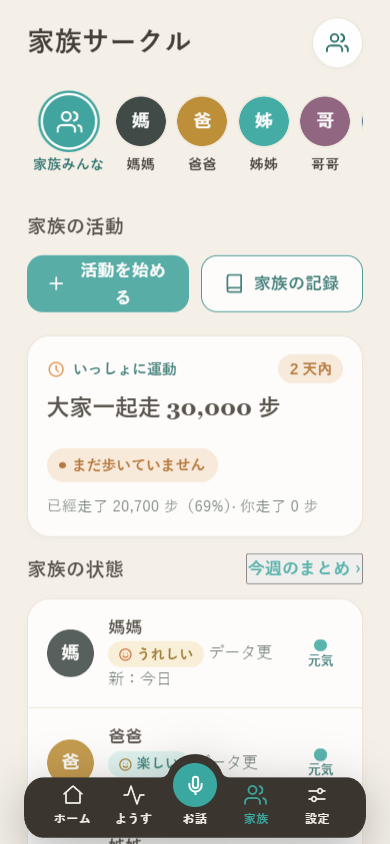 家族サークル
媽
爸
姊
哥
家族みんな
媽媽
爸爸
姊姊
哥哥
家族の活動
活動を始め
る
家族の記録
いっしょに運動
2 天內
大家一起走 30,000 步
まだ歩いていません
已經走了 20,700 步（69%）· 你走了 0 步
家族の状態
今週のまとめ ›
媽
媽媽
うれしい データ更
新：今日
元気
爸
爸爸
楽し
タ更
元気
ホーム
ようす
お話
家族
設定